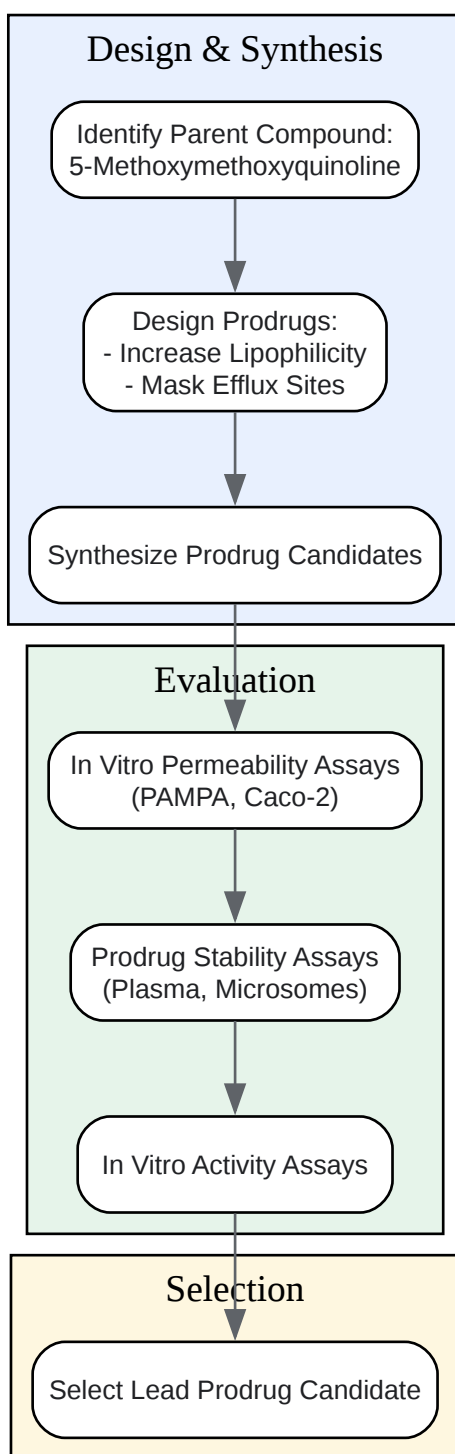 Design & Synthesis
Identify Parent Compound:
5-Methoxymethoxyquinoline
Design Prodrugs:
- Increase Lipophilicity
- Mask Efflux Sites
Synthesize Prodrug Candidates
Evaluation
In Vitro Permeability Assays
(PAMPA, Caco-2)
Prodrug Stability Assays
(Plasma, Microsomes)
In Vitro Activity Assays
Selection
Select Lead Prodrug Candidate